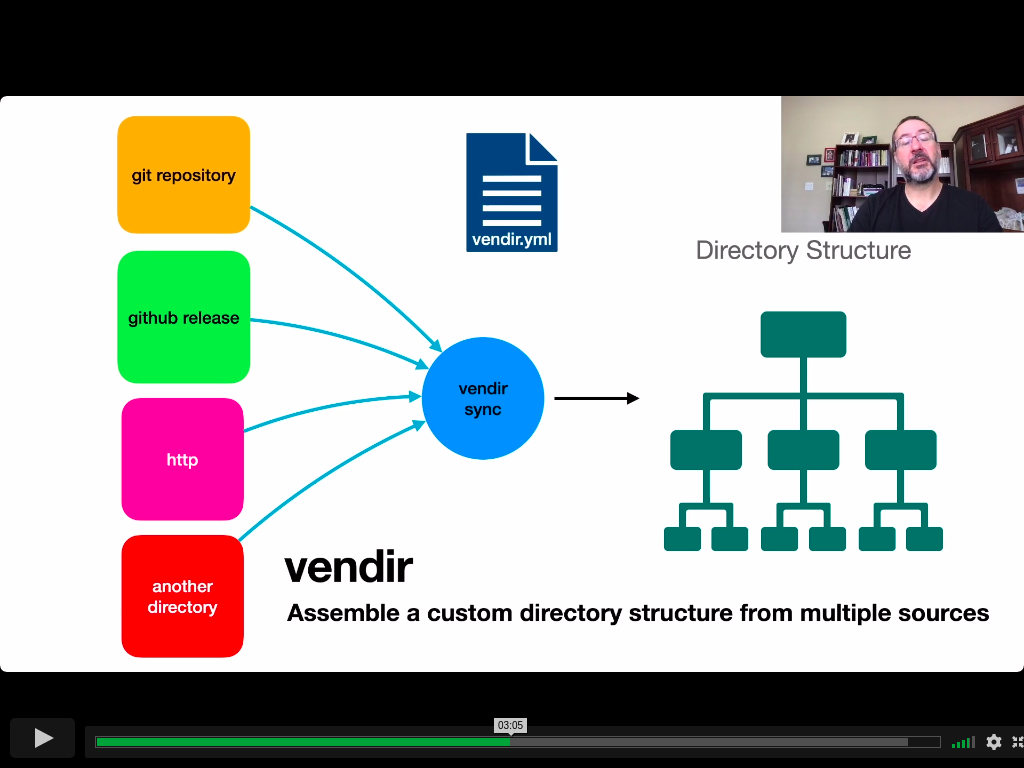 git repository
github release
http
another
directory
vendir.yml
vendir
sync
Directory Structure
vendir
Assemble a custom directory structure from multiple sources
03:05